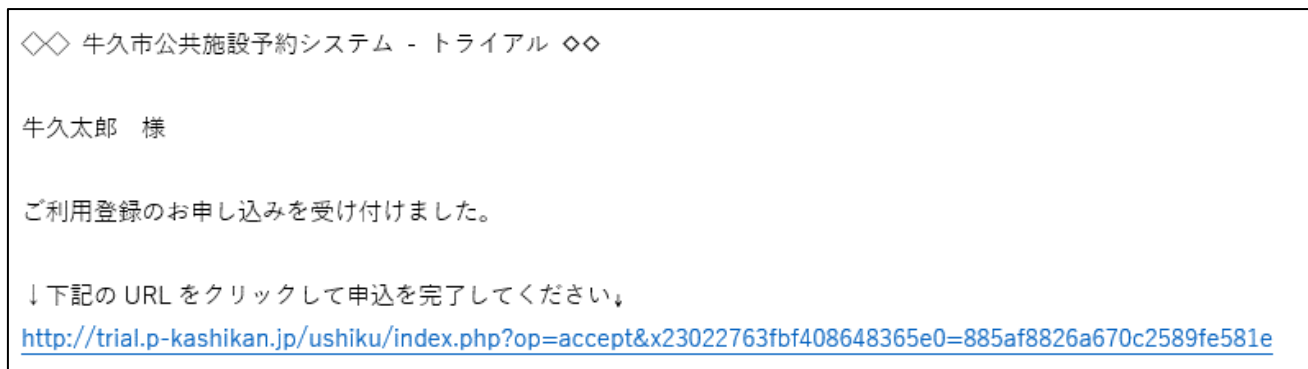 ◇◇ 牛久市公共施設予約システム - トライアル ◇◇
牛久太郎　様
ご利用登録のお申し込みを受け付けました。
↓下記の URL をクリックして申込を完了してください↓
http://trial.p-kashikan.jp/ushiku/index.php?op=accept&x23022763fbf408648365e0=885af8826a670c2589fe581e